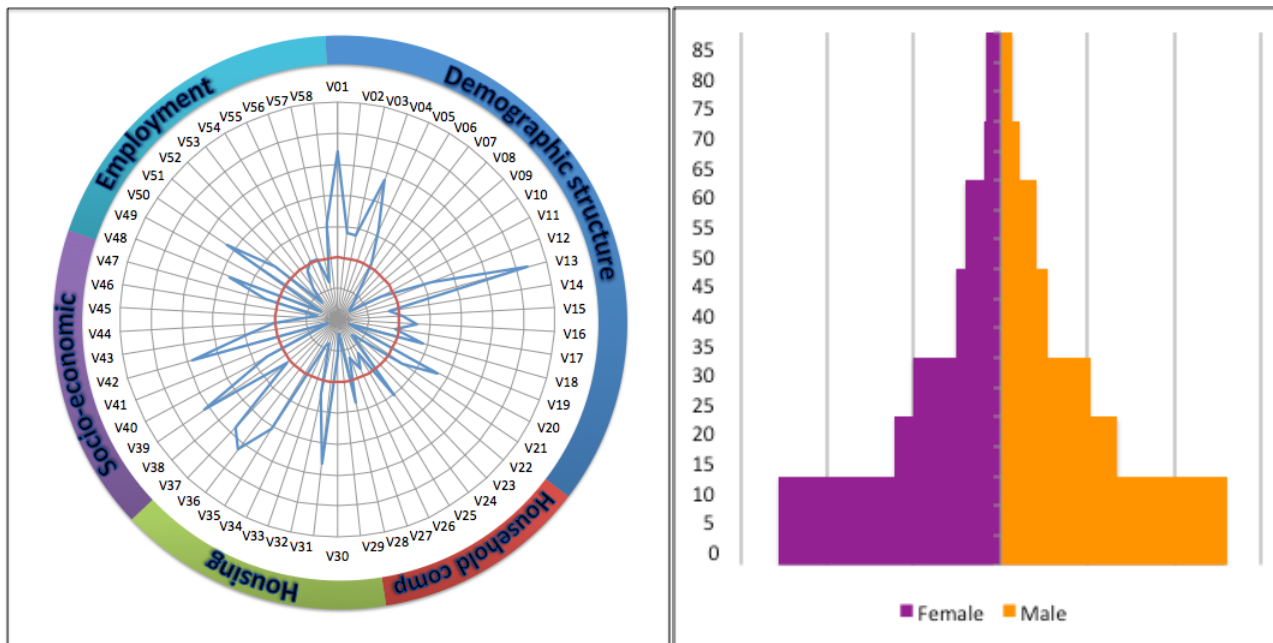 Demographic structure
Household comp
Housing
Socio-economic
Employment
V01
V02
V03
V04
V05
V06
V07
V08
V09
V10
V11
V12
V13
V14
V15
V16
V17
V18
V19
V20
V21
V22
V23
V24
V25
V26
V27
V28
V29
V30
V31
V32
V33
V34
V35
V36
V37
V38
V39
V40
V41
V42
V43
V44
V45
V46
V47
V48
V49
V50
V51
V52
V53
V54
V55
V56
V57
V58
85
80
75
70
65
60
55
50
45
40
35
30
25
20
15
10
5
0
Female Male